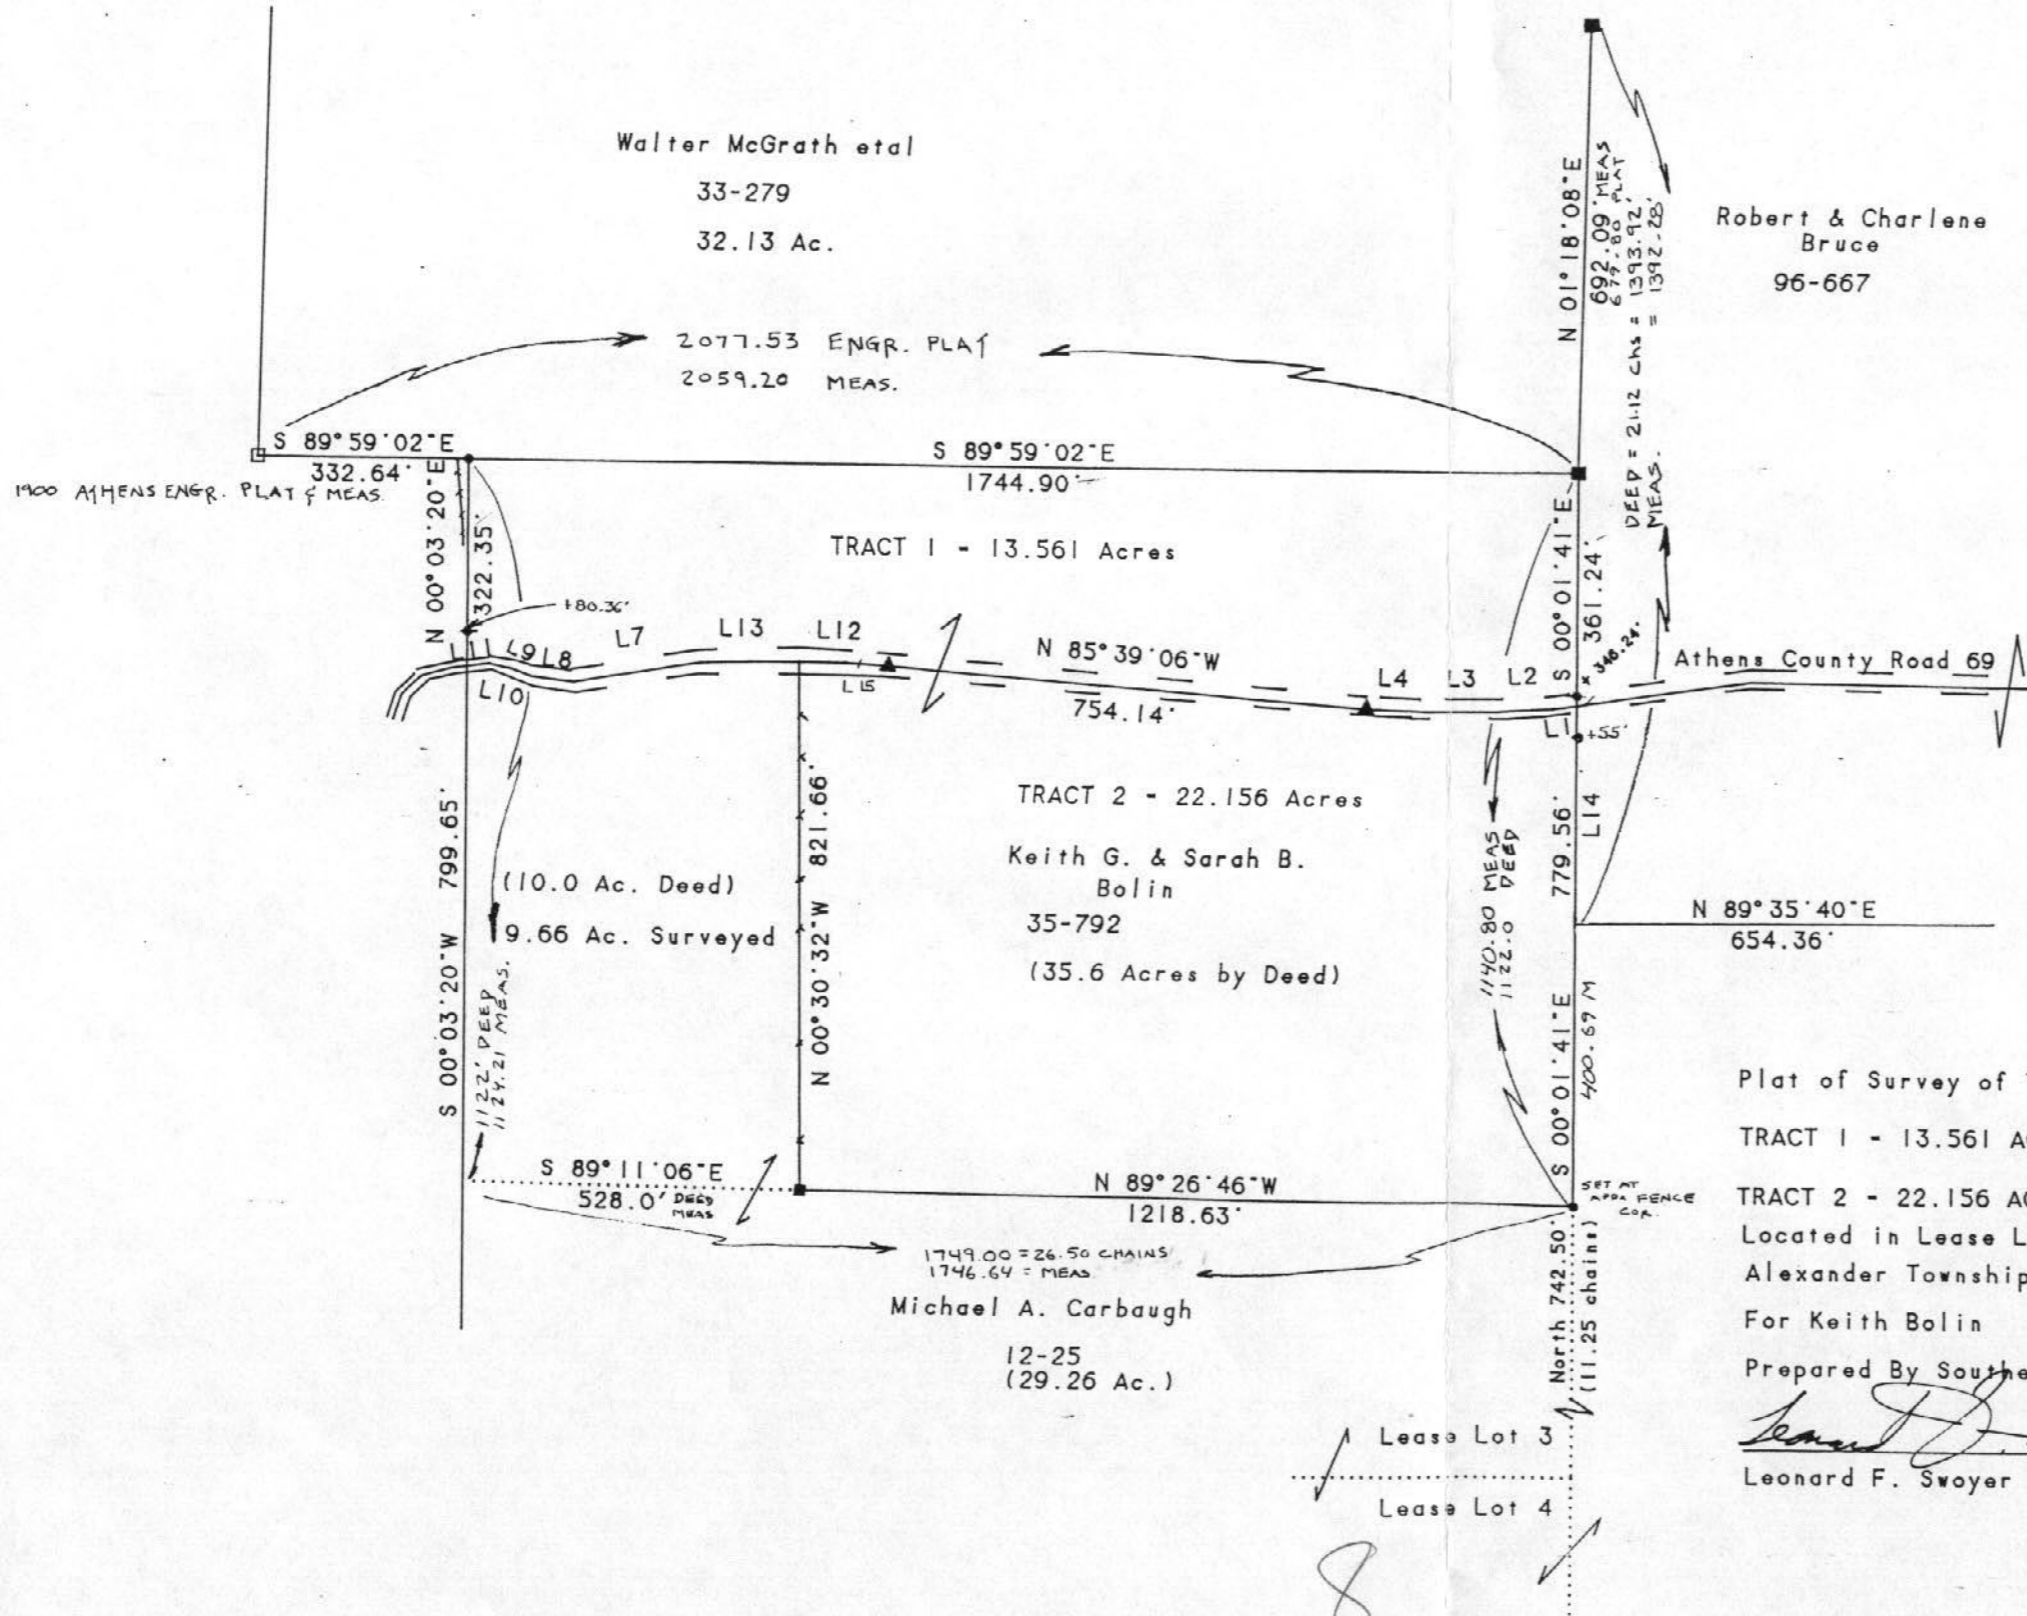 Walter McGrath etal
33-279
32.13 Ac.
2077.53 ENGR. PLAT
2059.20 MEAS.
N 01°18'08"E
692.09' MEAS
679.80 PLAT
DEED = 21.12 Chs = 1393.92'
MEAS. = 1392.28'
Robert & Charlene
Bruce
96-667
S 89°59'02"E
332.64'
1900 ATHENS ENGR. PLAT & MEAS.
S 89°59'02"E
1744.90'
N 00°03'20"E
322.35'
+80.36'
TRACT 1 - 13.561 Acres
S 00°01'41"E
361.24'
346.24'
L11
L9
L8
L7
L13
L12
L10
L15
N 85°39'06"W
754.14'
L4
L3
L2
L1
+55'
Athens County Road 69
S 00°03'20"W 799.65'
1122' DEED
1124.21 MEAS.
(10.0 Ac. Deed)
9.66 Ac. Surveyed
N 00°30'32"W 821.66'
TRACT 2 - 22.156 Acres
Keith G. & Sarah B.
Bolin
35-792
(35.6 Acres by Deed)
1140.80 MEAS
1122.0 DEED
S 00°01'41"E 779.56'
L14
400.69 M
N 89°35'40"E
654.36'
S 89°11'06"E
528.0' DEED
MEAS
N 89°26'46"W
1218.63'
SET AT
APPA FENCE
COR.
1749.00 = 26.50 CHAINS
1746.64 = MEAS.
Michael A. Carbaugh
12-25
(29.26 Ac.)
North 742.50'
(11.25 chains)
Lease Lot 3
Lease Lot 4
8
Plat of Survey of
TRACT 1 - 13.561 A
TRACT 2 - 22.156 A
Located in Lease L
Alexander Township
For Keith Bolin
Prepared By Southe
Leonard F. Swoyer